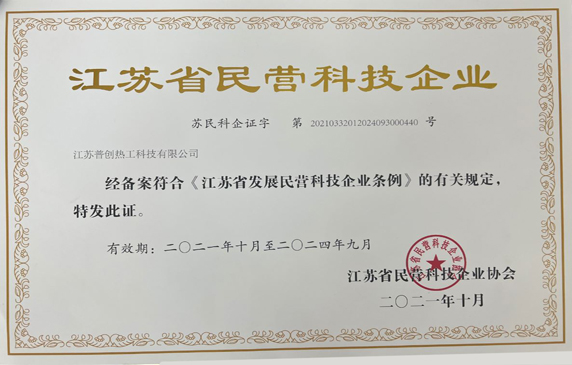 江苏省民营科技企业
苏民科企证字 第 20210332012024093000440 号
江苏普创热工科技有限公司
经备案符合《江苏省发展民营科技企业条例》的有关规定，
特发此证。
有效期：二〇二一年十月至二〇二四年九月
江苏省民营科技企业协会
二〇二一年十月